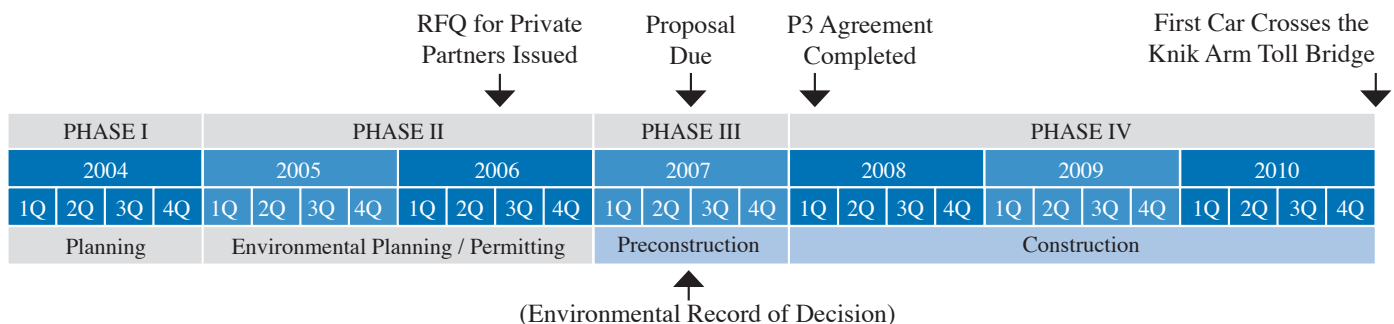 RFQ for Private
Partners Issued
Proposal
Due
P3 Agreement
Completed
First Car Crosses the
Knik Arm Toll Bridge
PHASE I PHASE II PHASE III PHASE IV
2004 2005 2006 2007 2008 2009 2010
1Q 2Q 3Q 4Q 1Q 2Q 3Q 4Q 1Q 2Q 3Q 4Q 1Q 2Q 3Q 4Q 1Q 2Q 3Q 4Q 1Q 2Q 3Q 4Q 1Q 2Q 3Q 4Q
Planning Environmental Planning / Permitting Preconstruction Construction
(Environmental Record of Decision)